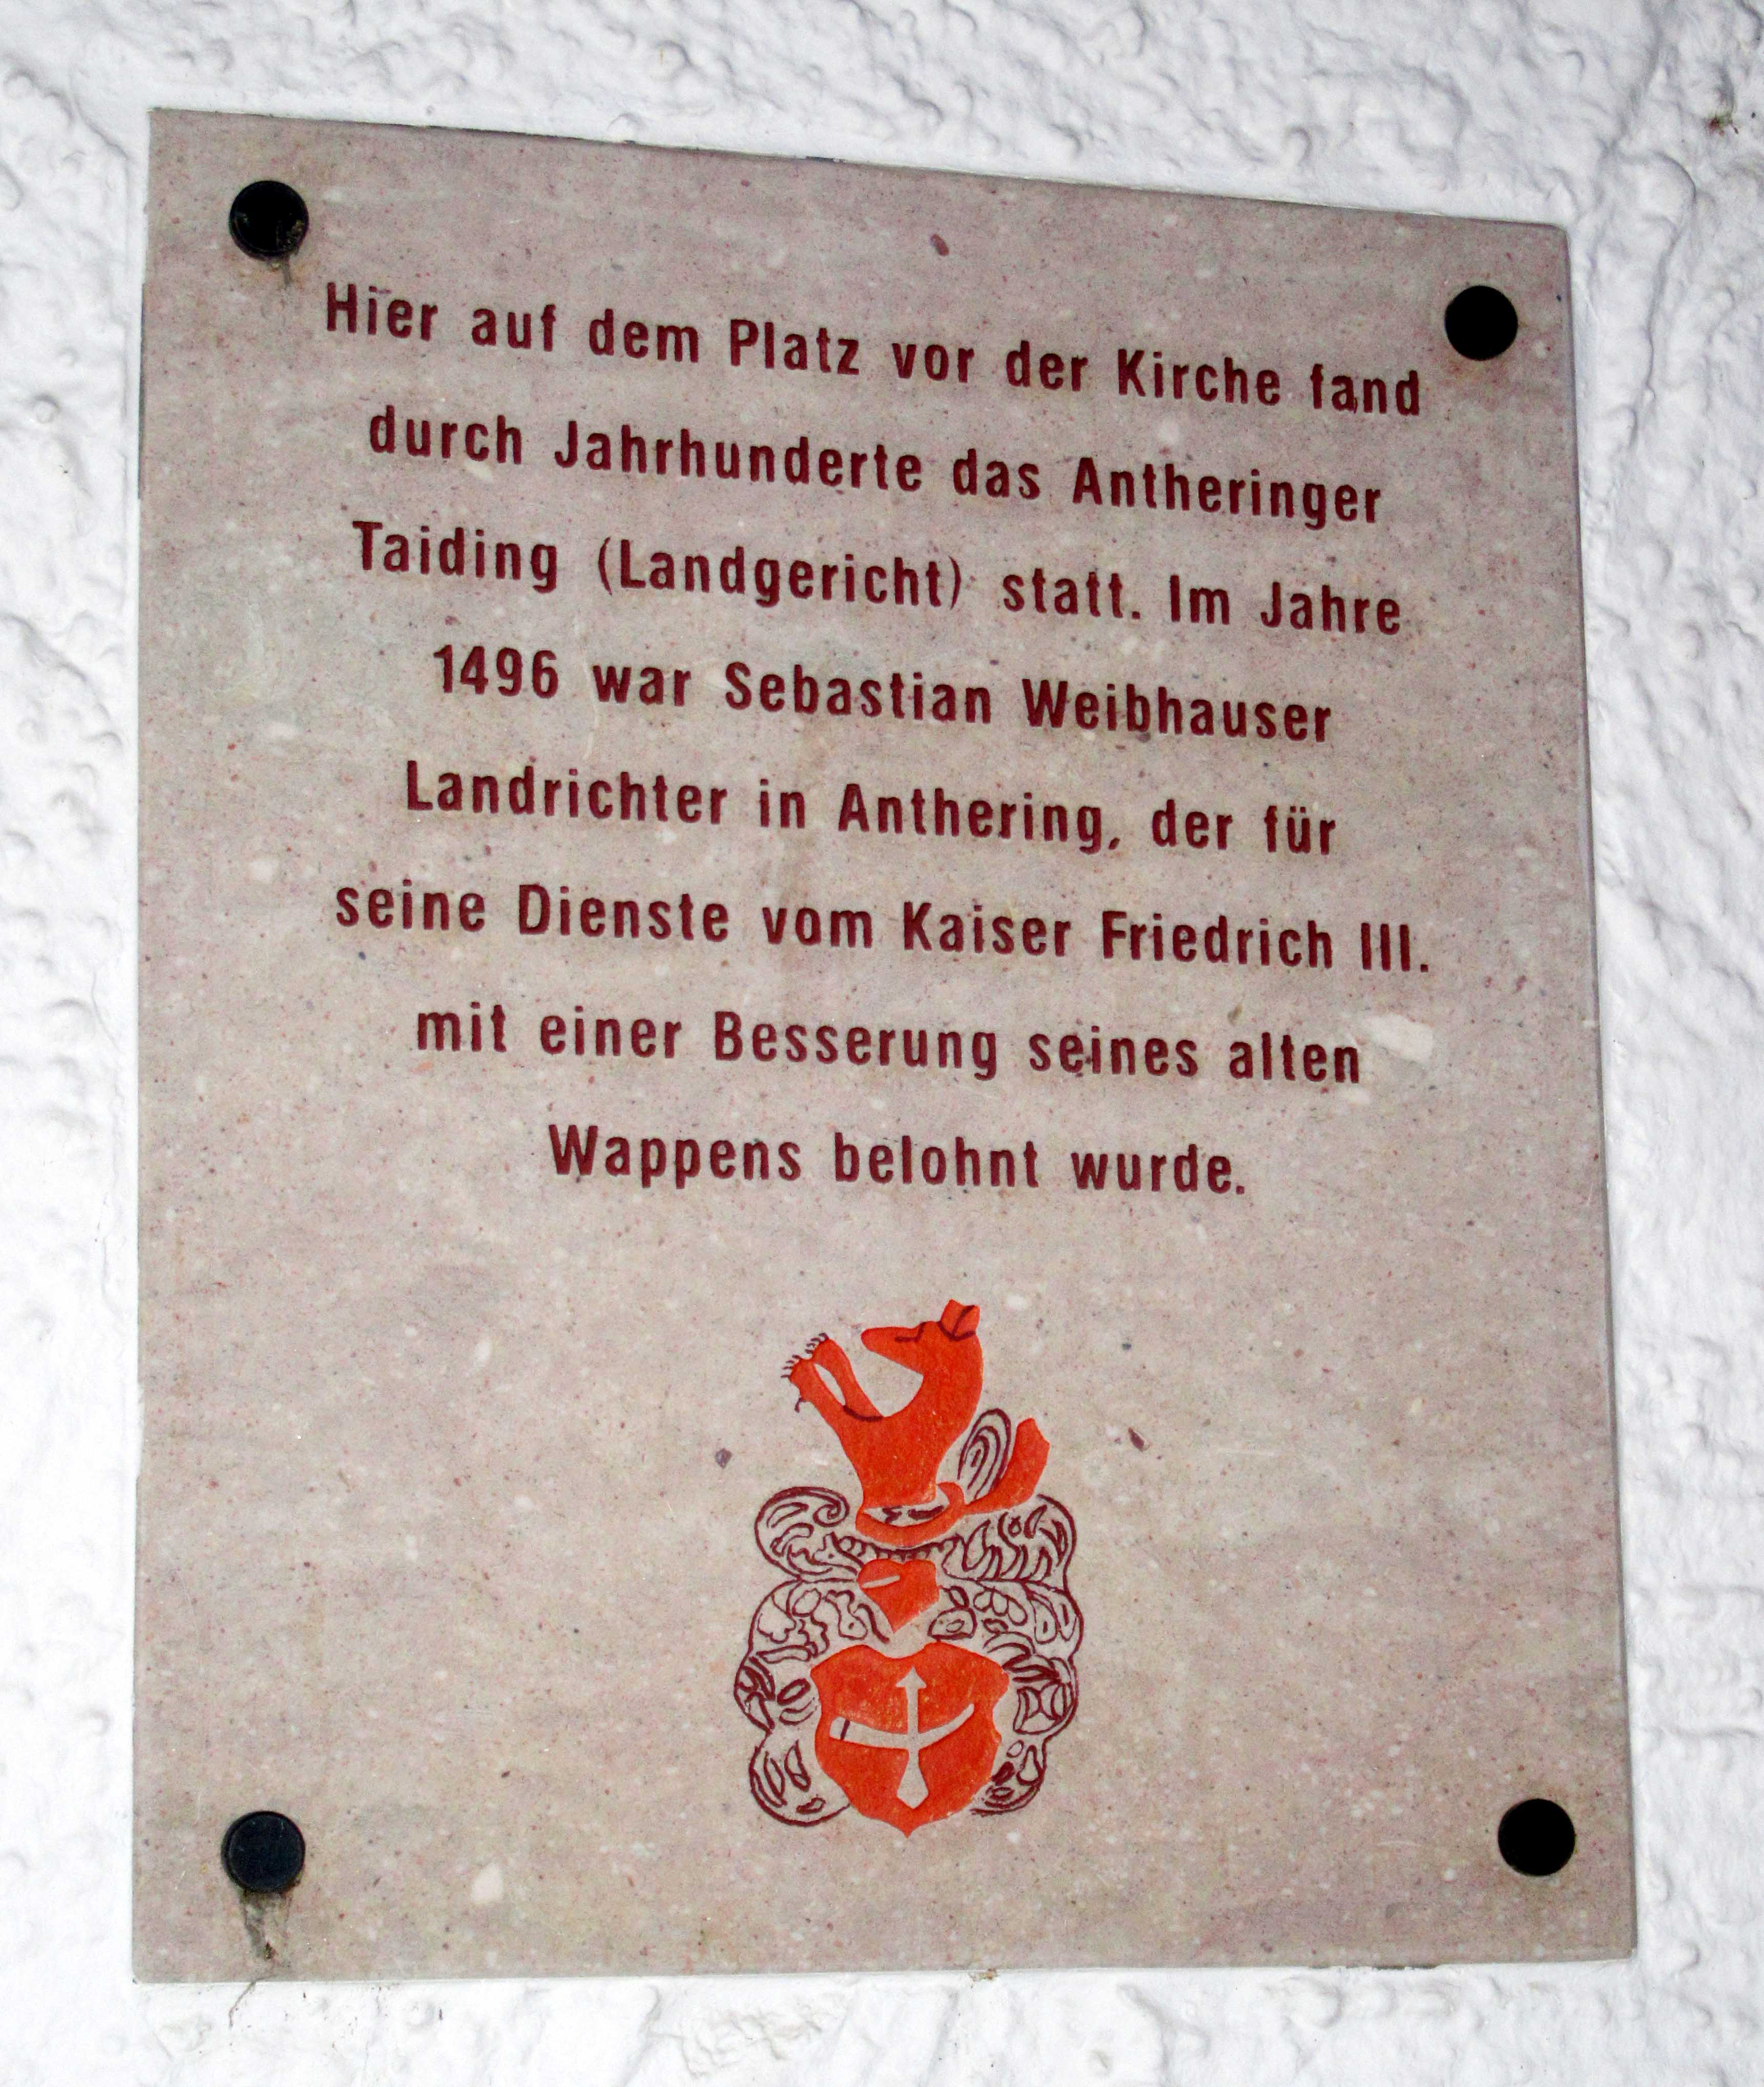 Hier auf dem Platz vor der Kirche fand
durch Jahrhunderte das Antheringer
Taiding (Landgericht) statt. Im Jahre
1496 war Sebastian Weibhauser
Landrichter in Anthering, der für
seine Dienste vom Kaiser Friedrich III.
mit einer Besserung seines alten
Wappens belohnt wurde.